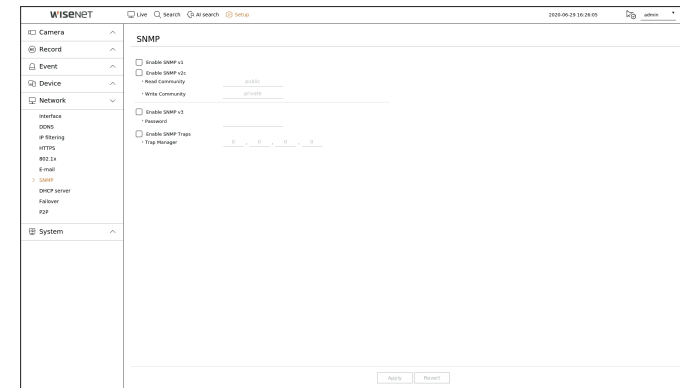 WISENET
Live Search AI search Setup 2020-06-29 16:26:05 admin
Camera
Record
Event
Device
Network
Interface
DDNS
IP filtering
HTTPS
802.1x
E-mail
SNMP
DHCP server
Failover
P2P
System
SNMP
Enable SNMP v1
Enable SNMP v2c
Read Community public
Write Community private
Enable SNMP v3
Password
Enable SNMP Traps
Trap Manager 0 . 0 . 0 . 0
Apply Revert